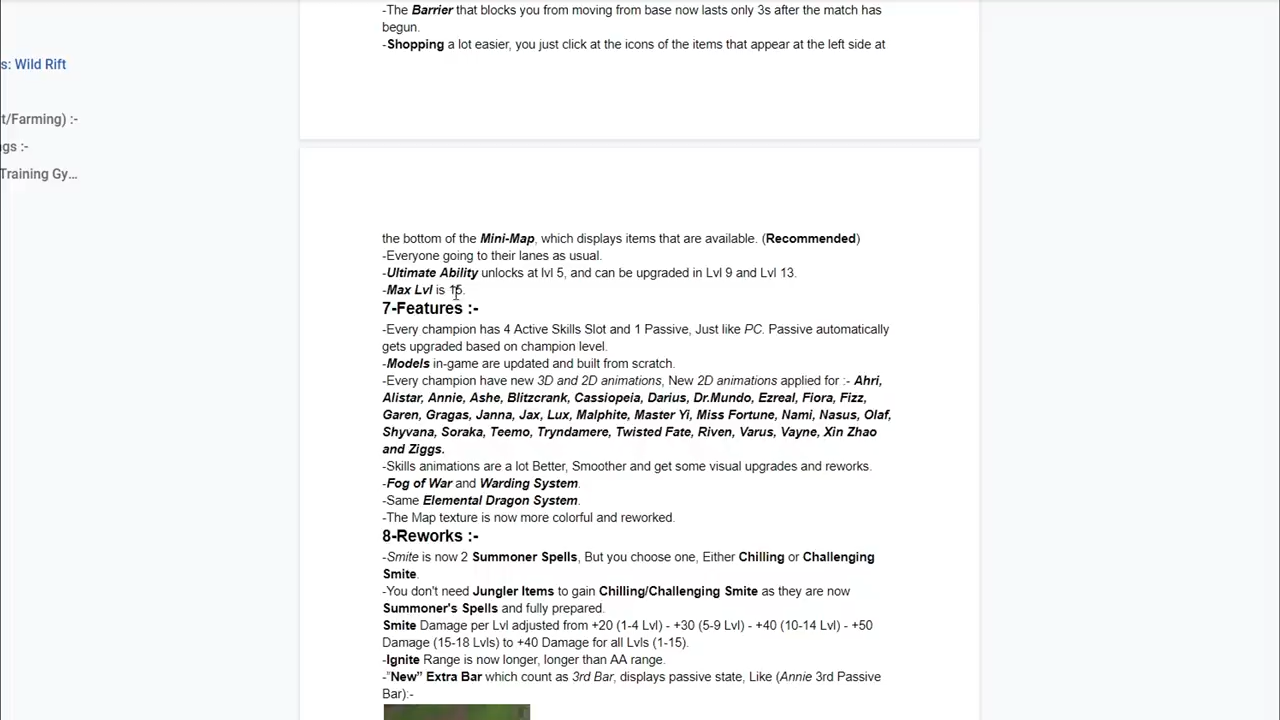 -The Barrier that blocks you from moving from base now lasts only 3s after the match has
begun.
-Shopping a lot easier, you just click at the icons of the items that appear at the left side at
s: Wild Rift
t/Farming) :-
ngs :-
Training Gy...
the bottom of the Mini-Map, which displays items that are available. (Recommended)
-Everyone going to their lanes as usual.
-Ultimate Ability unlocks at lvl 5, and can be upgraded in Lvl 9 and Lvl 13.
-Max Lvl is 15.
7-Features :-
-Every champion has 4 Active Skills Slot and 1 Passive, Just like PC. Passive automatically
gets upgraded based on champion level.
-Models in-game are updated and built from scratch.
-Every champion have new 3D and 2D animations, New 2D animations applied for :- Ahri,
Alistar, Annie, Ashe, Blitzcrank, Cassiopeia, Darius, Dr.Mundo, Ezreal, Fiora, Fizz,
Garen, Gragas, Janna, Jax, Lux, Malphite, Master Yi, Miss Fortune, Nami, Nasus, Olaf,
Shyvana, Soraka, Teemo, Tryndamere, Twisted Fate, Riven, Varus, Vayne, Xin Zhao
and Ziggs.
-Skills animations are a lot Better, Smoother and get some visual upgrades and reworks.
-Fog of War and Warding System.
-Same Elemental Dragon System.
-The Map texture is now more colorful and reworked.
8-Reworks :-
-Smite is now 2 Summoner Spells, But you choose one, Either Chilling or Challenging
Smite.
-You don't need Jungler Items to gain Chilling/Challenging Smite as they are now
Summoner's Spells and fully prepared.
Smite Damage per Lvl adjusted from +20 (1-4 Lvl) - +30 (5-9 Lvl) - +40 (10-14 Lvl) - +50
Damage (15-18 Lvls) to +40 Damage for all Lvls (1-15).
-Ignite Range is now longer, longer than AA range.
-"New" Extra Bar which count as 3rd Bar, displays passive state, Like (Annie 3rd Passive
Bar):-